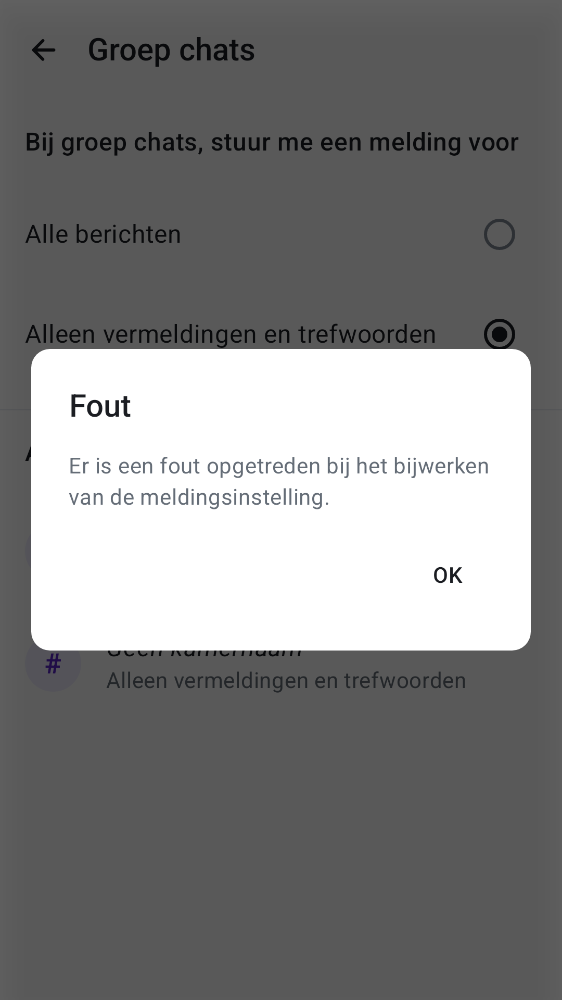 Groep chats
Bij groep chats, stuur me een melding voor
Alle berichten
Alleen vermeldingen en trefwoorden
Fout
Er is een fout opgetreden bij het bijwerken
van de meldingsinstelling.
OK
Geen kamernaam
#
Alleen vermeldingen en trefwoorden